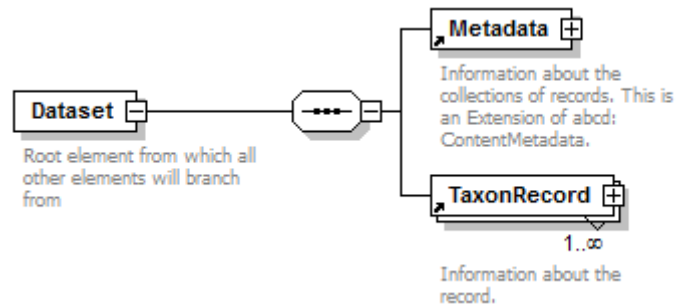 Metadata
Information about the
collections of records. This is
an Extension of abcd:
ContentMetadata.
Dataset
Root element from which all
other elements will branch
from
TaxonRecord
1..∞
Information about the
record.